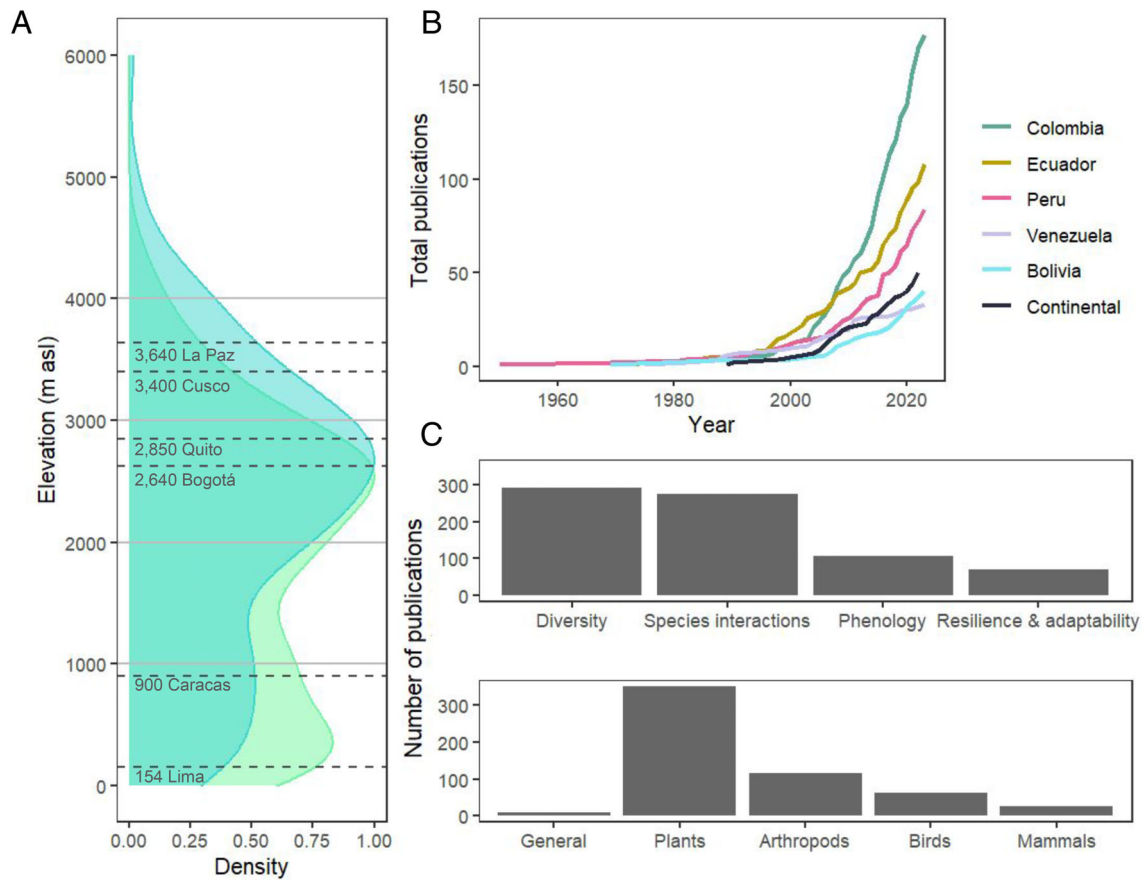 A
Elevation (m asl)
6000
5000
4000
3000
2000
1000
0
3,640 La Paz
3,400 Cusco
2,850 Quito
2,640 Bogotá
900 Caracas
154 Lima
0.00 0.25 0.50 0.75 1.00
Density
B
Total publications
150
100
50
0
1960 1980 2000 2020
Year
Colombia
Ecuador
Peru
Venezuela
Bolivia
Continental
C
Number of publications
300
200
100
0
Diversity Species interactions Phenology Resilience & adaptability
300
200
100
0
General Plants Arthropods Birds Mammals